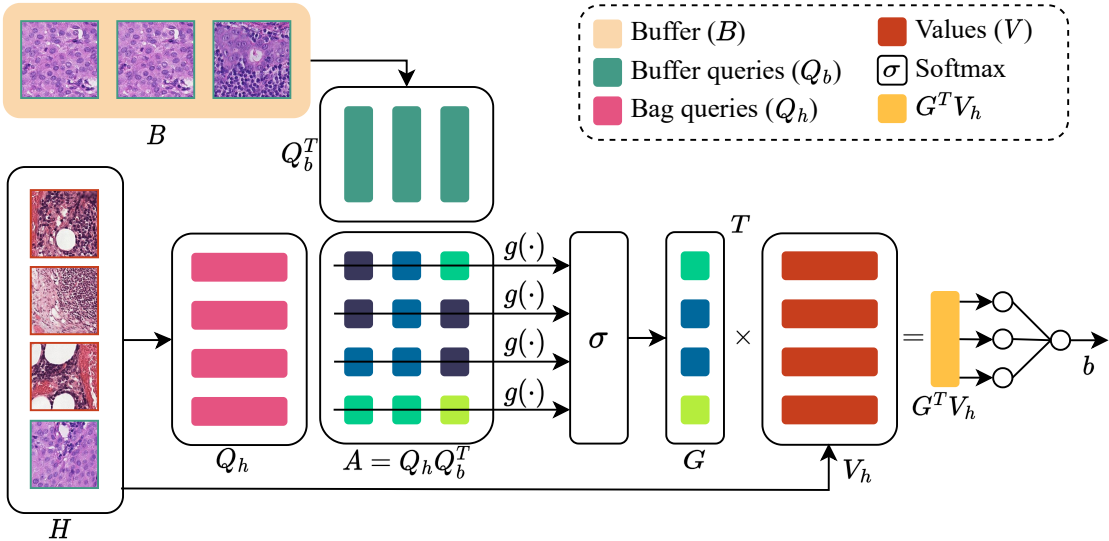 B
Q_b^T
Buffer (B)
Buffer queries (Q_b)
Bag queries (Q_h)
Values (V)
σ Softmax
G^T V_h
H
Q_h
A = Q_h Q_b^T
g(·)
g(·)
g(·)
g(·)
σ
G
T
×
V_h
=
G^T V_h
b